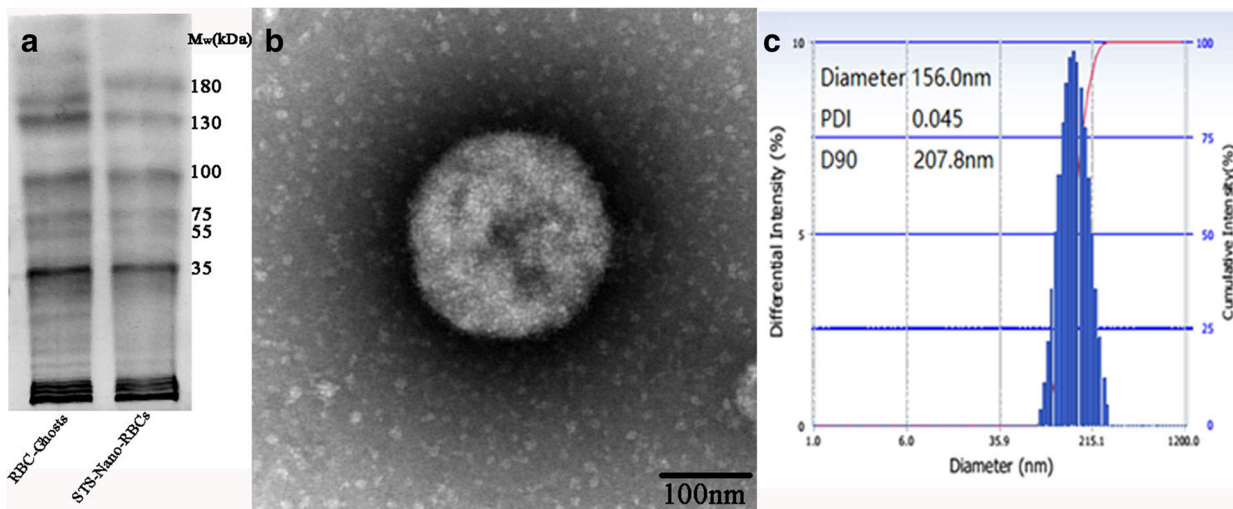 a
Mw(kDa)
180
130
100
75
55
35
RBC-Ghosts
STS-Nano-RBCs
b
100nm
c
Diameter 156.0nm
PDI 0.045
D90 207.8nm
Differential Intensity (%)
10
5
0
Cumulative Intensity(%)
100
75
50
25
0
1.0 6.0 35.9 215.1 1200.0
Diameter (nm)